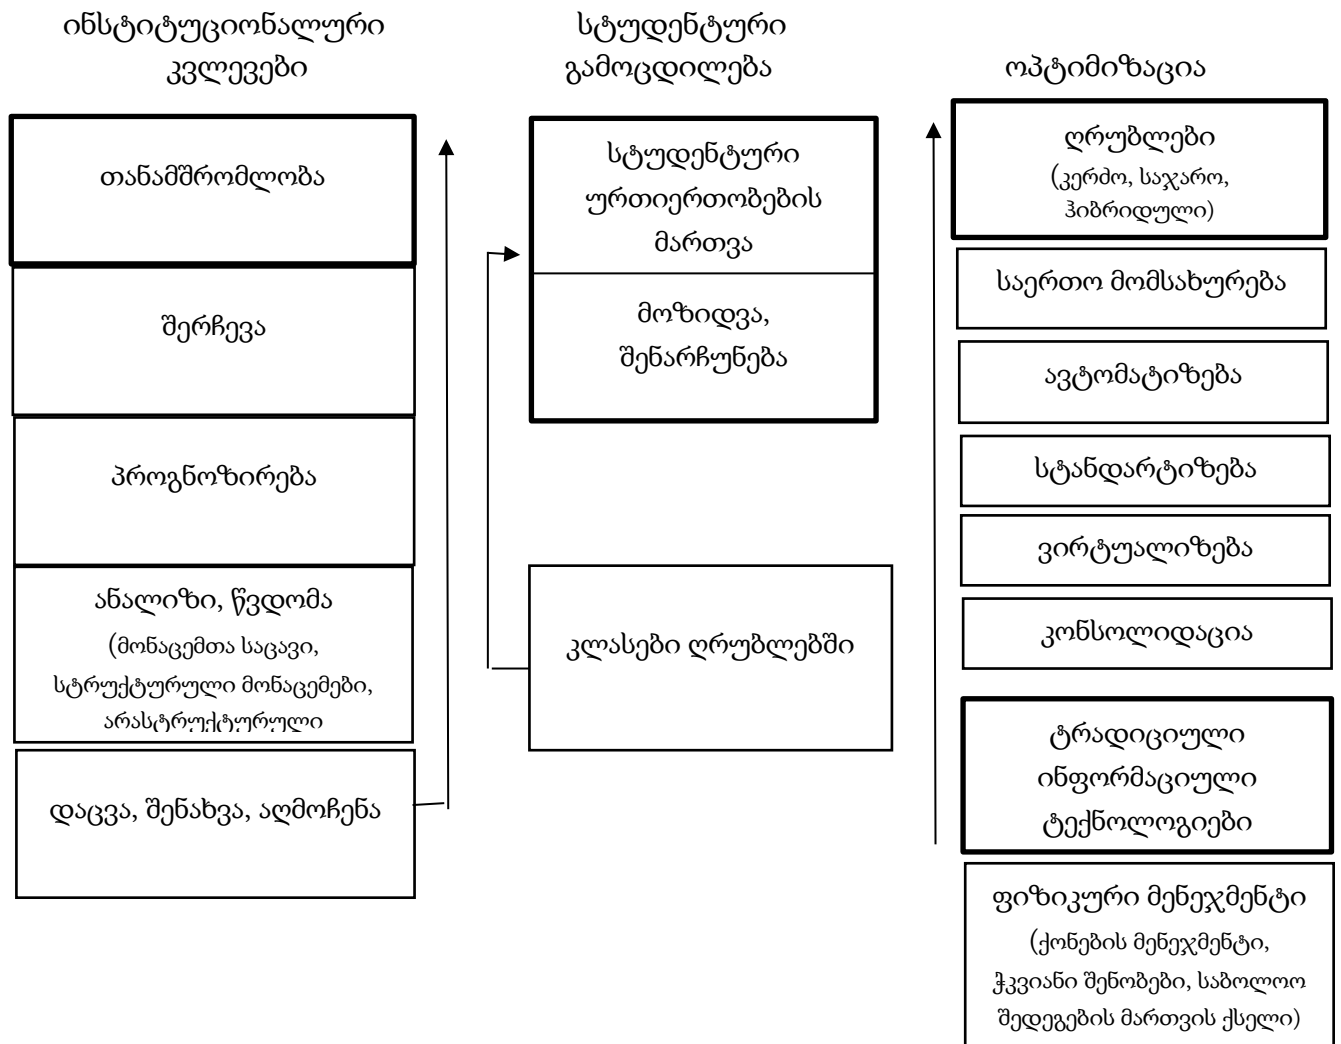 ინსტიტუციონალური
კვლევები
თანამშრომლობა
შერჩევა
პროგნოზირება
ანალიზი, წვდომა
(მონაცემთა საცავი,
სტრუქტურული მონაცემები,
არასტრუქტურული
დაცვა, შენახვა, აღმოჩენა
სტუდენტური
გამოცდილება
სტუდენტური
ურთიერთობების
მართვა
მოზიდვა,
შენარჩუნება
კლასები ღრუბლებში
ოპტიმიზაცია
ღრუბლები
(კერძო, საჯარო,
ჰიბრიდული)
საერთო მომსახურება
ავტომატიზება
სტანდარტიზება
ვირტუალიზება
კონსოლიდაცია
ტრადიციული
ინფორმაციული
ტექნოლოგიები
ფიზიკური მენეჯმენტი
(ქონების მენეჯმენტი,
ჭკვიანი შენობები, საბოლოო
შედეგების მართვის ქსელი)